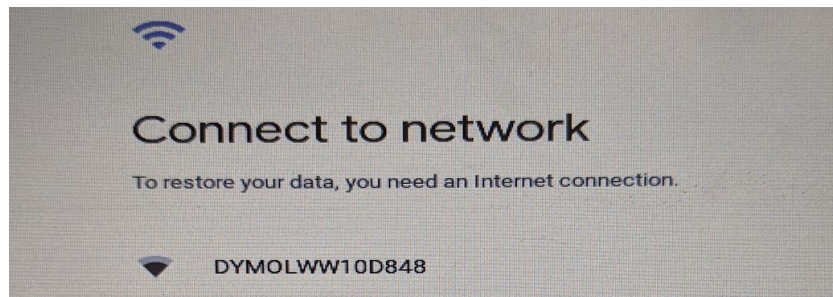 Connect to network
To restore your data, you need an Internet connection.
DYMOLWW10D848